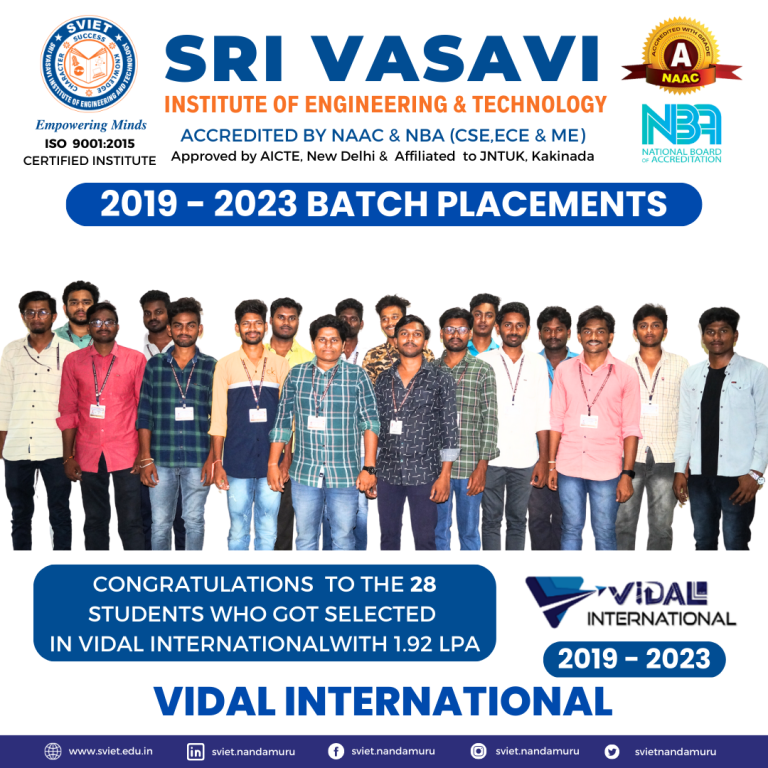 SVIET
SUCCESS
CHARACTER
KNOWLEDGE
SRI VASAVI INSTITUTE OF ENGINEERING AND TECHNOLOGY
Empowering Minds
ISO 9001:2015
CERTIFIED INSTITUTE
SRI VASAVI
INSTITUTE OF ENGINEERING & TECHNOLOGY
ACCREDITED BY NAAC & NBA (CSE,ECE & ME)
Approved by AICTE, New Delhi & Affiliated to JNTUK, Kakinada
ACCREDITED WITH GRADE
A
NAAC
NBA
NATIONAL BOARD
OF ACCREDITATION
2019 - 2023 BATCH PLACEMENTS
CONGRATULATIONS TO THE 28
STUDENTS WHO GOT SELECTED
IN VIDAL INTERNATIONALWITH 1.92 LPA
VIDAL
INTERNATIONAL
2019 - 2023
VIDAL INTERNATIONAL
www.sviet.edu.in
in sviet.nandamuru
sviet.nandamuru
sviet.nandamuru
svietnandamuru